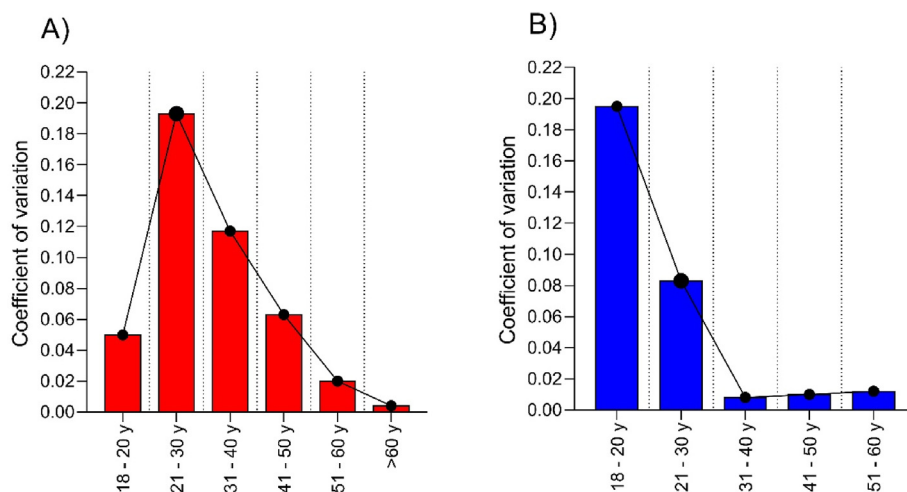 A)
Coefficient of variation
0.22
0.20
0.18
0.16
0.14
0.12
0.10
0.08
0.06
0.04
0.02
0.00
18 - 20 y
21 - 30 y
31 - 40 y
41 - 50 y
51 - 60 y
>60 y
B)
Coefficient of variation
0.22
0.20
0.18
0.16
0.14
0.12
0.10
0.08
0.06
0.04
0.02
0.00
18 - 20 y
21 - 30 y
31 - 40 y
41 - 50 y
51 - 60 y